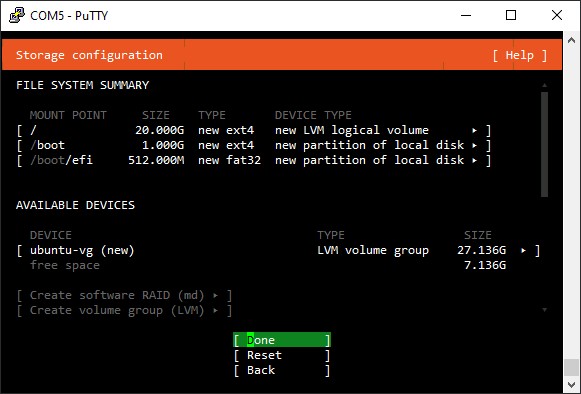 COM5 - PuTTY
Storage configuration [ Help ]
FILE SYSTEM SUMMARY
MOUNT POINT SIZE TYPE DEVICE TYPE
[ / 20.000G new ext4 new LVM logical volume ▸ ]
[ /boot 1.000G new ext4 new partition of local disk ▸ ]
[ /boot/efi 512.000M new fat32 new partition of local disk ▸ ]
AVAILABLE DEVICES
DEVICE TYPE SIZE
[ ubuntu-vg (new) LVM volume group 27.136G ▸ ]
free space 7.136G
[ Create software RAID (md) ▸ ]
[ Create volume group (LVM) ▸ ]
[ Done ]
[ Reset ]
[ Back ]